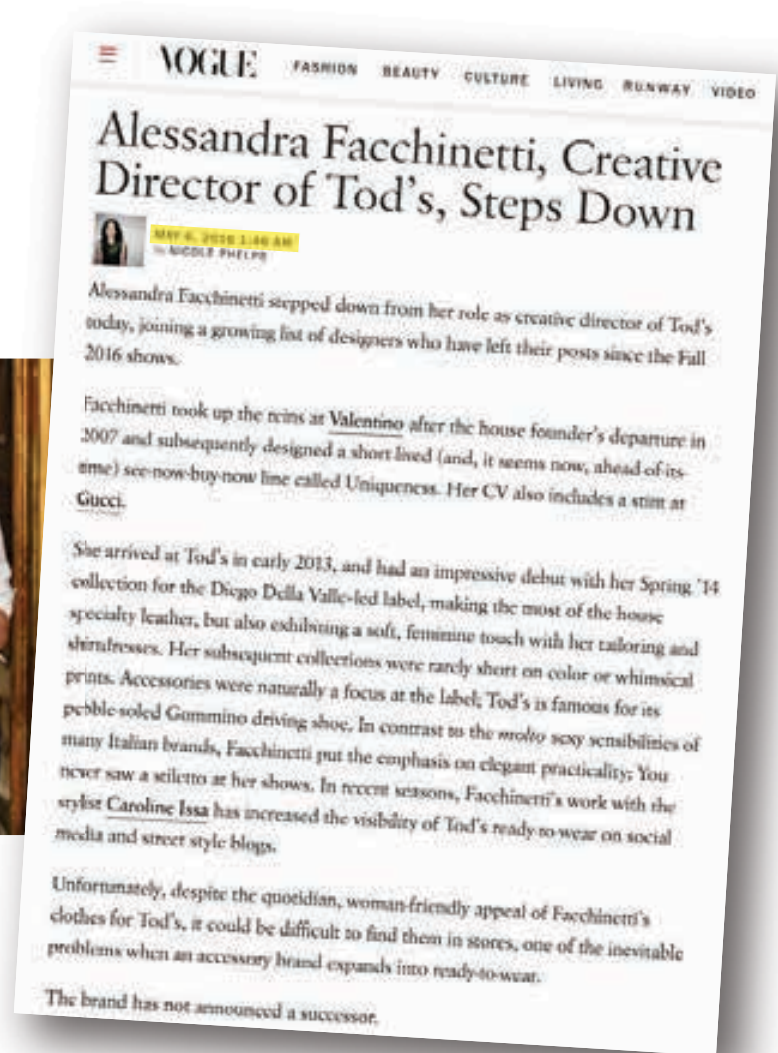 VOGUE FASHION BEAUTY CULTURE LIVING RUNWAY VIDEO
Alessandra Facchinetti, Creative
Director of Tod's, Steps Down
MAY 6, 2016 1:46 AM
by NICOLE PHELPS
Alessandra Facchinetti stepped down from her role as creative director of Tod's
today, joining a growing list of designers who have left their posts since the Fall
2016 shows.
Facchinetti took up the reins at Valentino after the house founder's departure in
2007 and subsequently designed a short-lived (and, it seems now, ahead-of-its-
time) see-now-buy-now line called Uniqueness. Her CV also includes a stint at
Gucci.
She arrived at Tod's in early 2013, and had an impressive debut with her Spring '14
collection for the Diego Della Valle–led label, making the most of the house
specialty leather, but also exhibiting a soft, feminine touch with her tailoring and
shirtdresses. Her subsequent collections were rarely short on color or whimsical
prints. Accessories were naturally a focus at the label; Tod's is famous for its
pebble-soled Gommino driving shoe. In contrast to the molto sexy sensibilities of
many Italian brands, Facchinetti put the emphasis on elegant practicality; You
never saw a stiletto at her shows. In recent seasons, Facchinetti's work with the
stylist Caroline Issa has increased the visibility of Tod's ready-to-wear on social
media and street style blogs.
Unfortunately, despite the quotidian, woman-friendly appeal of Facchinetti's
clothes for Tod's, it could be difficult to find them in stores, one of the inevitable
problems when an accessory brand expands into ready-to-wear.
The brand has not announced a successor.